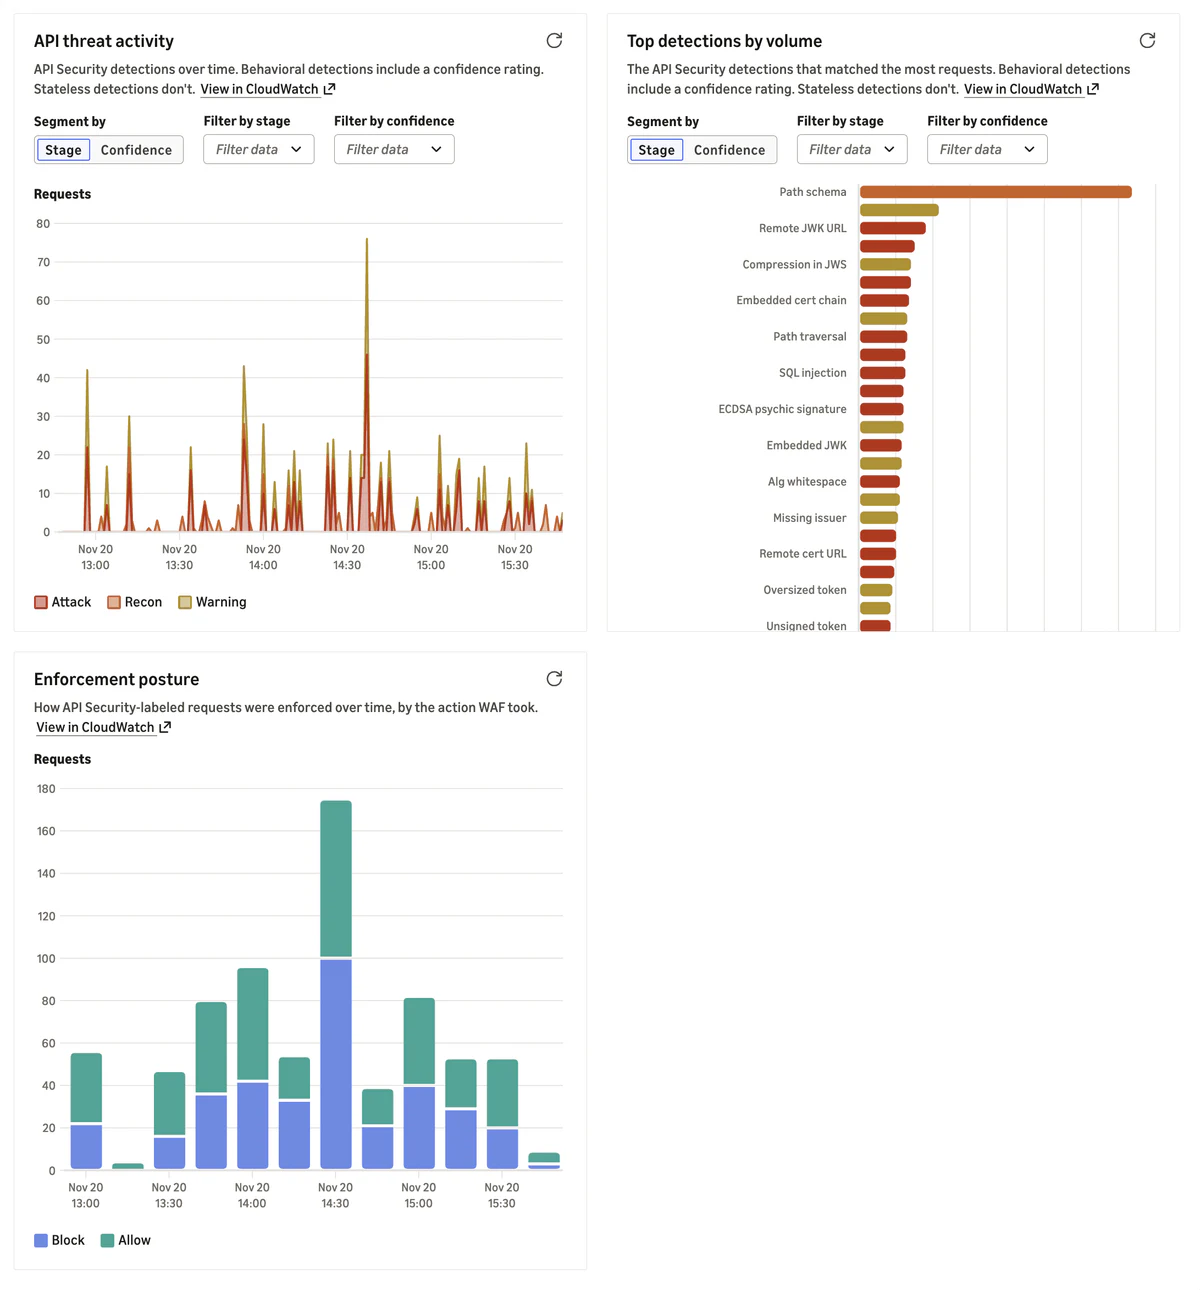 API threat activity
API Security detections over time. Behavioral detections include a confidence rating.
Stateless detections don't. View in CloudWatch
Segment by
Filter by stage
Filter by confidence
Stage
Confidence
Filter data
Filter data
Requests
80
70
60
50
40
30
20
10
0
Nov 20
13:00
Nov 20
13:30
Nov 20
14:00
Nov 20
14:30
Nov 20
15:00
Nov 20
15:30
Attack
Recon
Warning
Top detections by volume
The API Security detections that matched the most requests. Behavioral detections
include a confidence rating. Stateless detections don't. View in CloudWatch
Segment by
Filter by stage
Filter by confidence
Stage
Confidence
Filter data
Filter data
Path schema
Remote JWK URL
Compression in JWS
Embedded cert chain
Path traversal
SQL injection
ECDSA psychic signature
Embedded JWK
Alg whitespace
Missing issuer
Remote cert URL
Oversized token
Unsigned token
Enforcement posture
How API Security-labeled requests were enforced over time, by the action WAF took.
View in CloudWatch
Requests
180
160
140
120
100
80
60
40
20
0
Nov 20
13:00
Nov 20
13:30
Nov 20
14:00
Nov 20
14:30
Nov 20
15:00
Nov 20
15:30
Block
Allow